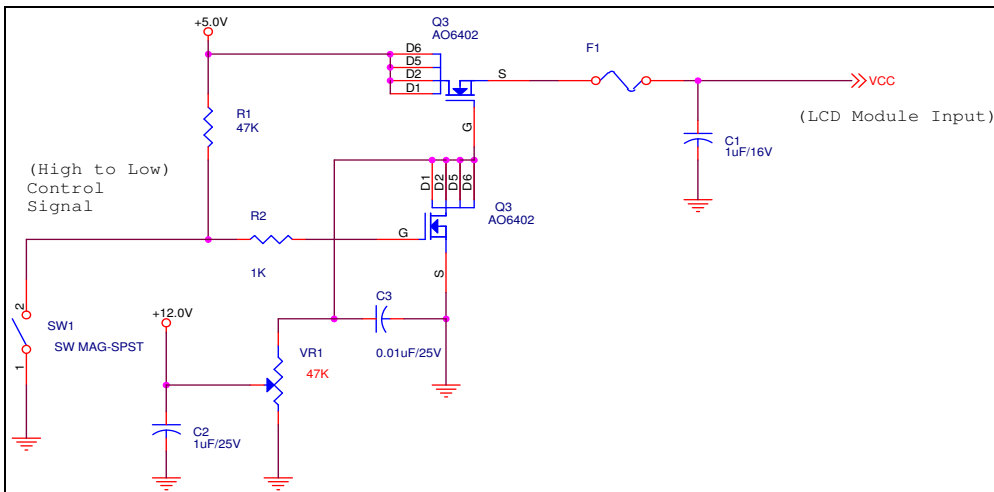 +5.0V
Q3
AO6402
D6
D5
D2
D1
S
G
F1
VCC
(LCD Module Input)
C1
1uF/16V
R1
47K
(High to Low)
Control
Signal
D1
D2
D5
D6
Q3
AO6402
G
S
R2
1K
2
SW1
SW MAG-SPST
1
+12.0V
C3
0.01uF/25V
VR1
47K
C2
1uF/25V